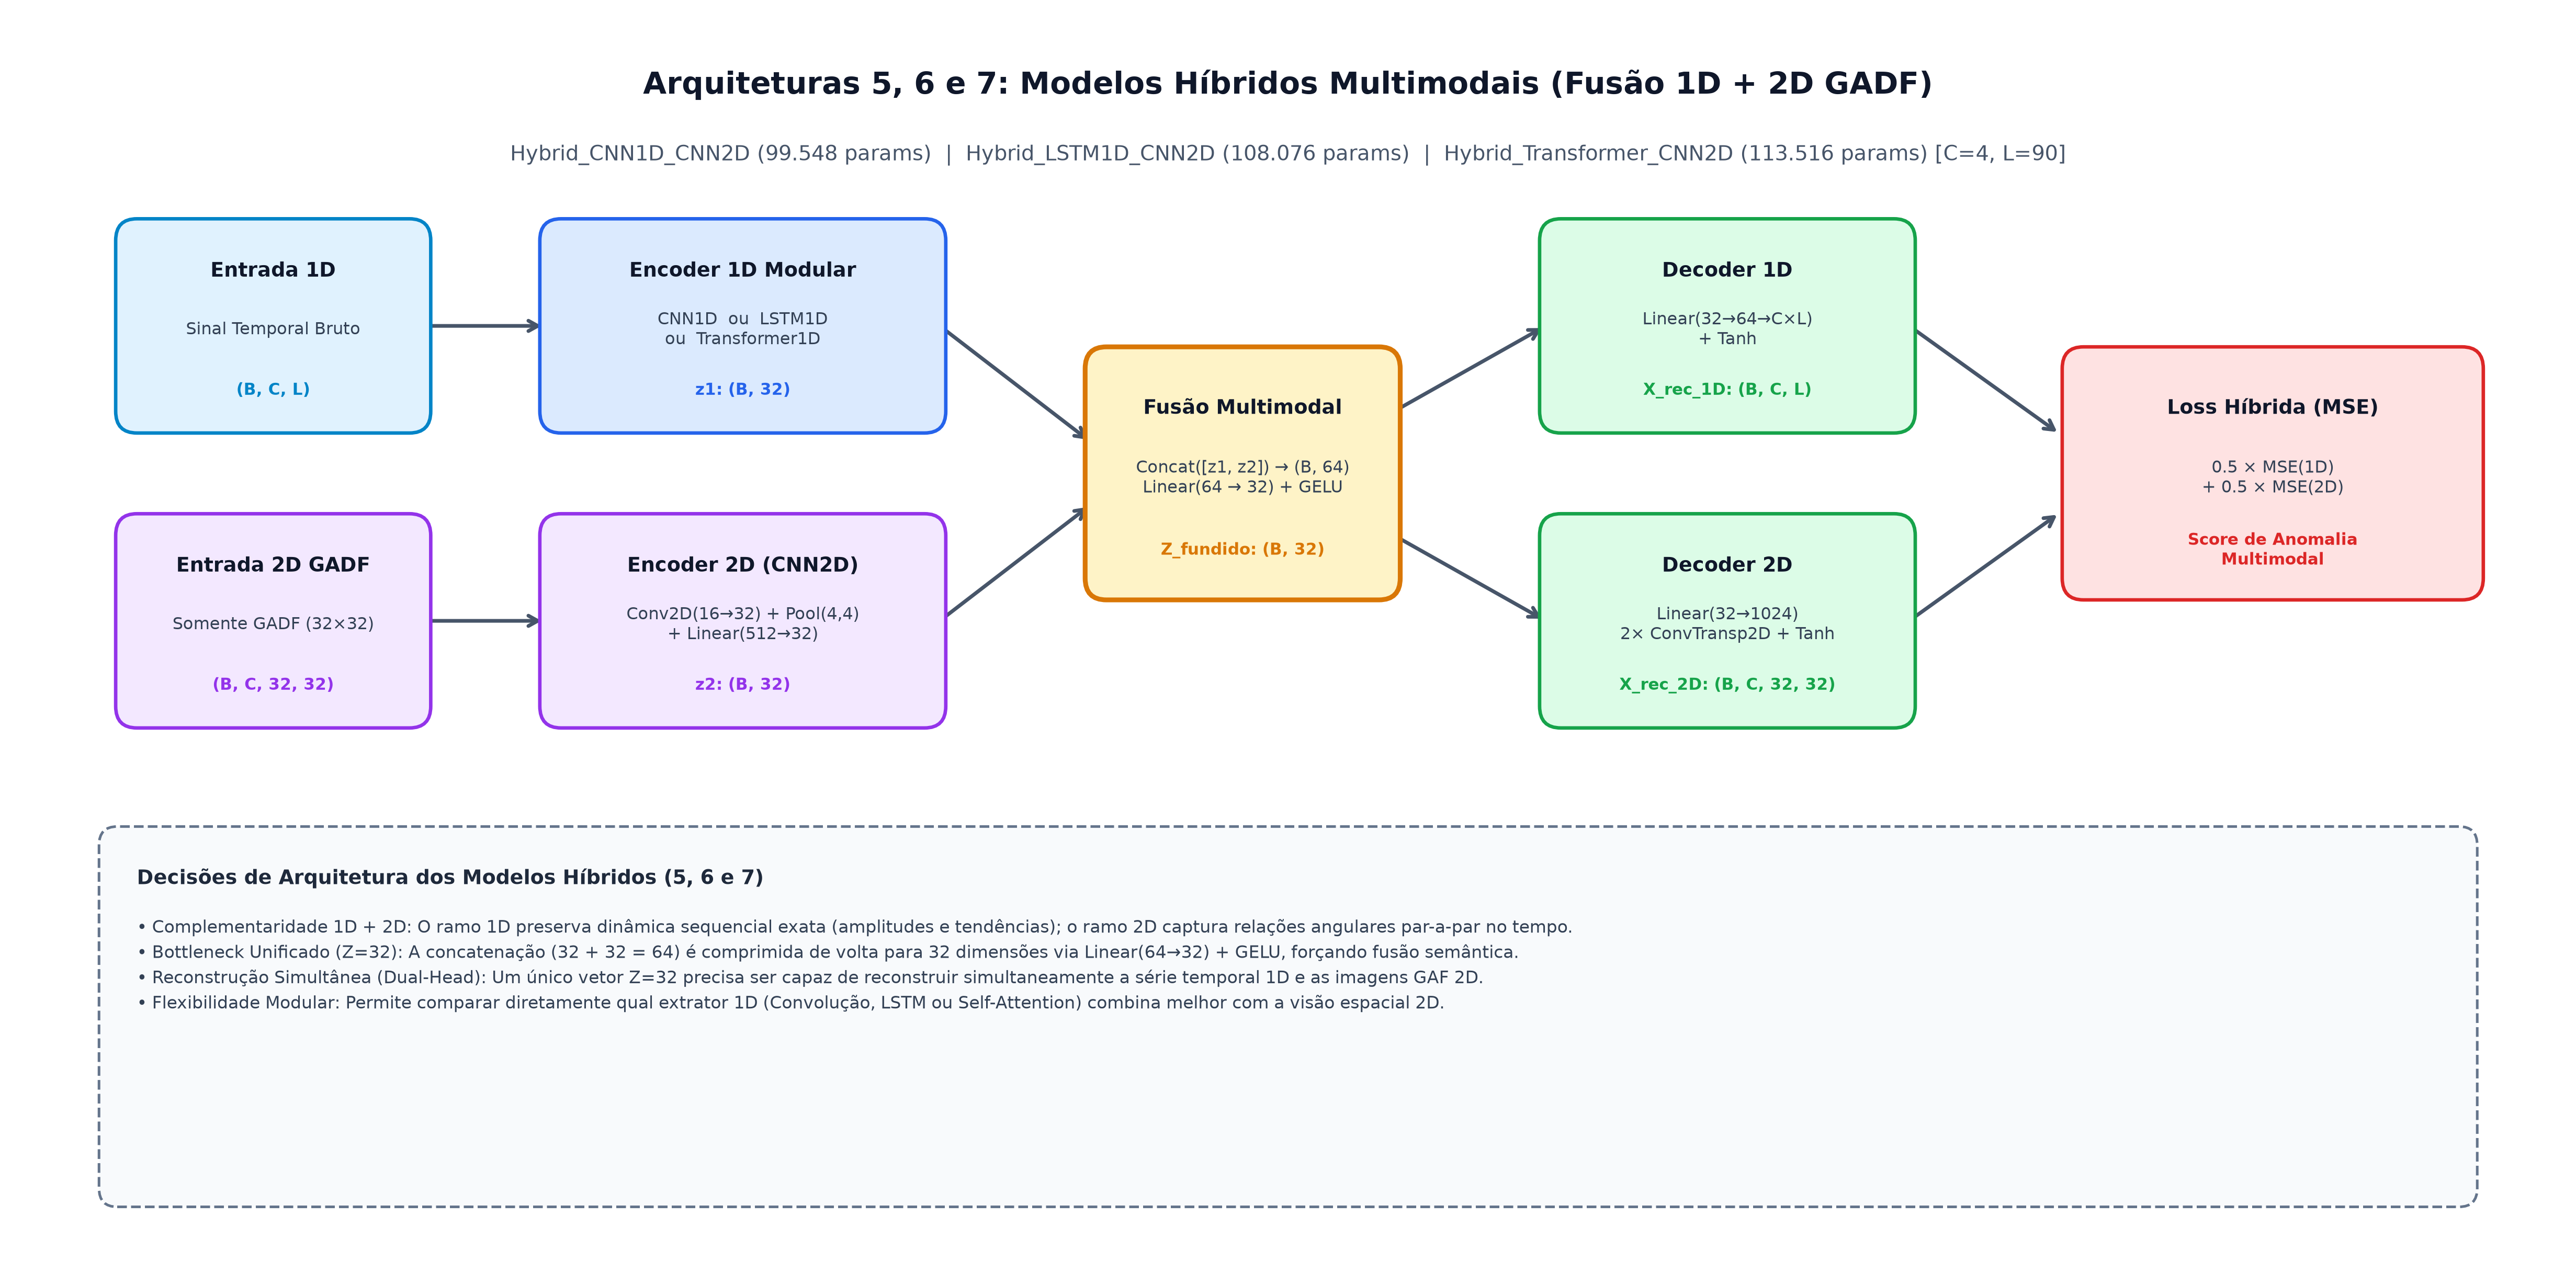 Arquiteturas 5, 6 e 7: Modelos Híbridos Multimodais (Fusão 1D + 2D GADF)
Hybrid_CNN1D_CNN2D (99.548 params)  |  Hybrid_LSTM1D_CNN2D (108.076 params)  |  Hybrid_Transformer_CNN2D (113.516 params) [C=4, L=90]
Entrada 1D
Sinal Temporal Bruto
(B, C, L)
Encoder 1D Modular
CNN1D  ou  LSTM1D
ou  Transformer1D
z1: (B, 32)
Entrada 2D GADF
Somente GADF (32×32)
(B, C, 32, 32)
Encoder 2D (CNN2D)
Conv2D(16→32) + Pool(4,4)
+ Linear(512→32)
z2: (B, 32)
Fusão Multimodal
Concat([z1, z2]) → (B, 64)
Linear(64 → 32) + GELU
Z_fundido: (B, 32)
Decoder 1D
Linear(32→64→C×L)
+ Tanh
X_rec_1D: (B, C, L)
Decoder 2D
Linear(32→1024)
2× ConvTransp2D + Tanh
X_rec_2D: (B, C, 32, 32)
Loss Híbrida (MSE)
0.5 × MSE(1D)
+ 0.5 × MSE(2D)
Score de Anomalia
Multimodal
Decisões de Arquitetura dos Modelos Híbridos (5, 6 e 7)
• Complementaridade 1D + 2D: O ramo 1D preserva dinâmica sequencial exata (amplitudes e tendências); o ramo 2D captura relações angulares par-a-par no tempo.
• Bottleneck Unificado (Z=32): A concatenação (32 + 32 = 64) é comprimida de volta para 32 dimensões via Linear(64→32) + GELU, forçando fusão semântica.
• Reconstrução Simultânea (Dual-Head): Um único vetor Z=32 precisa ser capaz de reconstruir simultaneamente a série temporal 1D e as imagens GAF 2D.
• Flexibilidade Modular: Permite comparar diretamente qual extrator 1D (Convolução, LSTM ou Self-Attention) combina melhor com a visão espacial 2D.